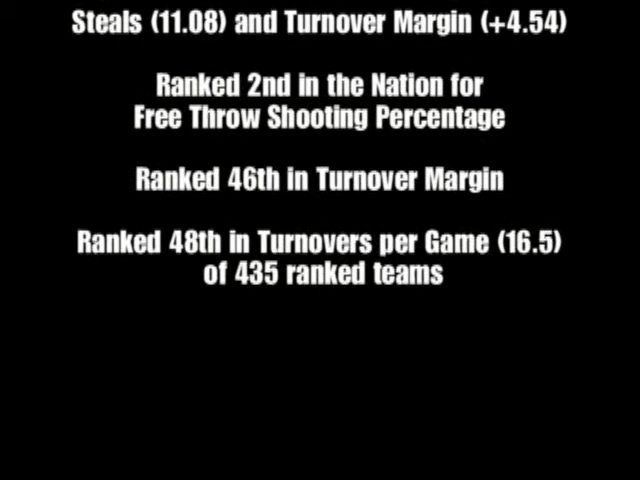 Steals (11.08) and Turnover Margin (+4.54)
Ranked 2nd in the Nation for
Free Throw Shooting Percentage
Ranked 46th in Turnover Margin
Ranked 48th in Turnovers per Game (16.5)
of 435 ranked teams